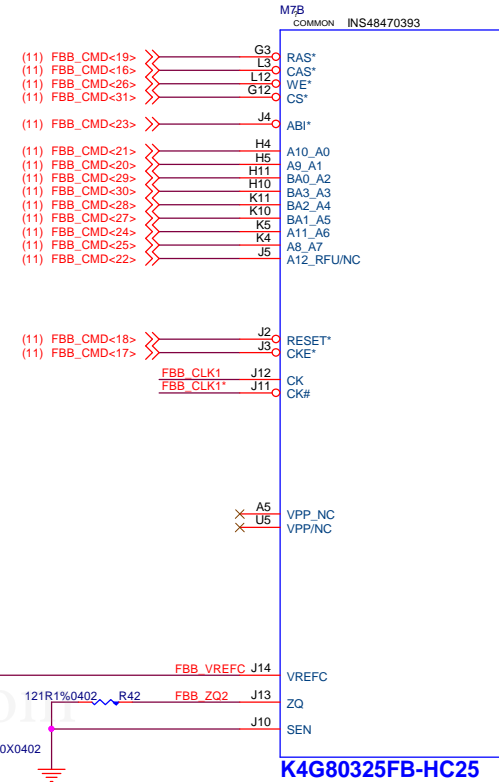 M7B
COMMON INS48470393
(11) FBB_CMD<19> G3 RAS*
(11) FBB_CMD<16> L3 CAS*
(11) FBB_CMD<26> L12 WE*
(11) FBB_CMD<31> G12 CS*
(11) FBB_CMD<23> J4 ABI*
(11) FBB_CMD<21> H4 A10_A0
(11) FBB_CMD<20> H5 A9_A1
(11) FBB_CMD<29> H11 BA0_A2
(11) FBB_CMD<30> H10 BA3_A3
(11) FBB_CMD<28> K11 BA2_A4
(11) FBB_CMD<27> K10 BA1_A5
(11) FBB_CMD<24> K5 A11_A6
(11) FBB_CMD<25> K4 A8_A7
(11) FBB_CMD<22> J5 A12_RFU/NC
(11) FBB_CMD<18> J2 RESET*
(11) FBB_CMD<17> J3 CKE*
FBB_CLK1 J12 CK
FBB_CLK1* J11 CK#
A5 VPP_NC
U5 VPP/NC
FBB_VREFC J14 VREFC
121R1%0402 R42 FBB_ZQ2 J13 ZQ
J10 SEN
0X0402
K4G80325FB-HC25